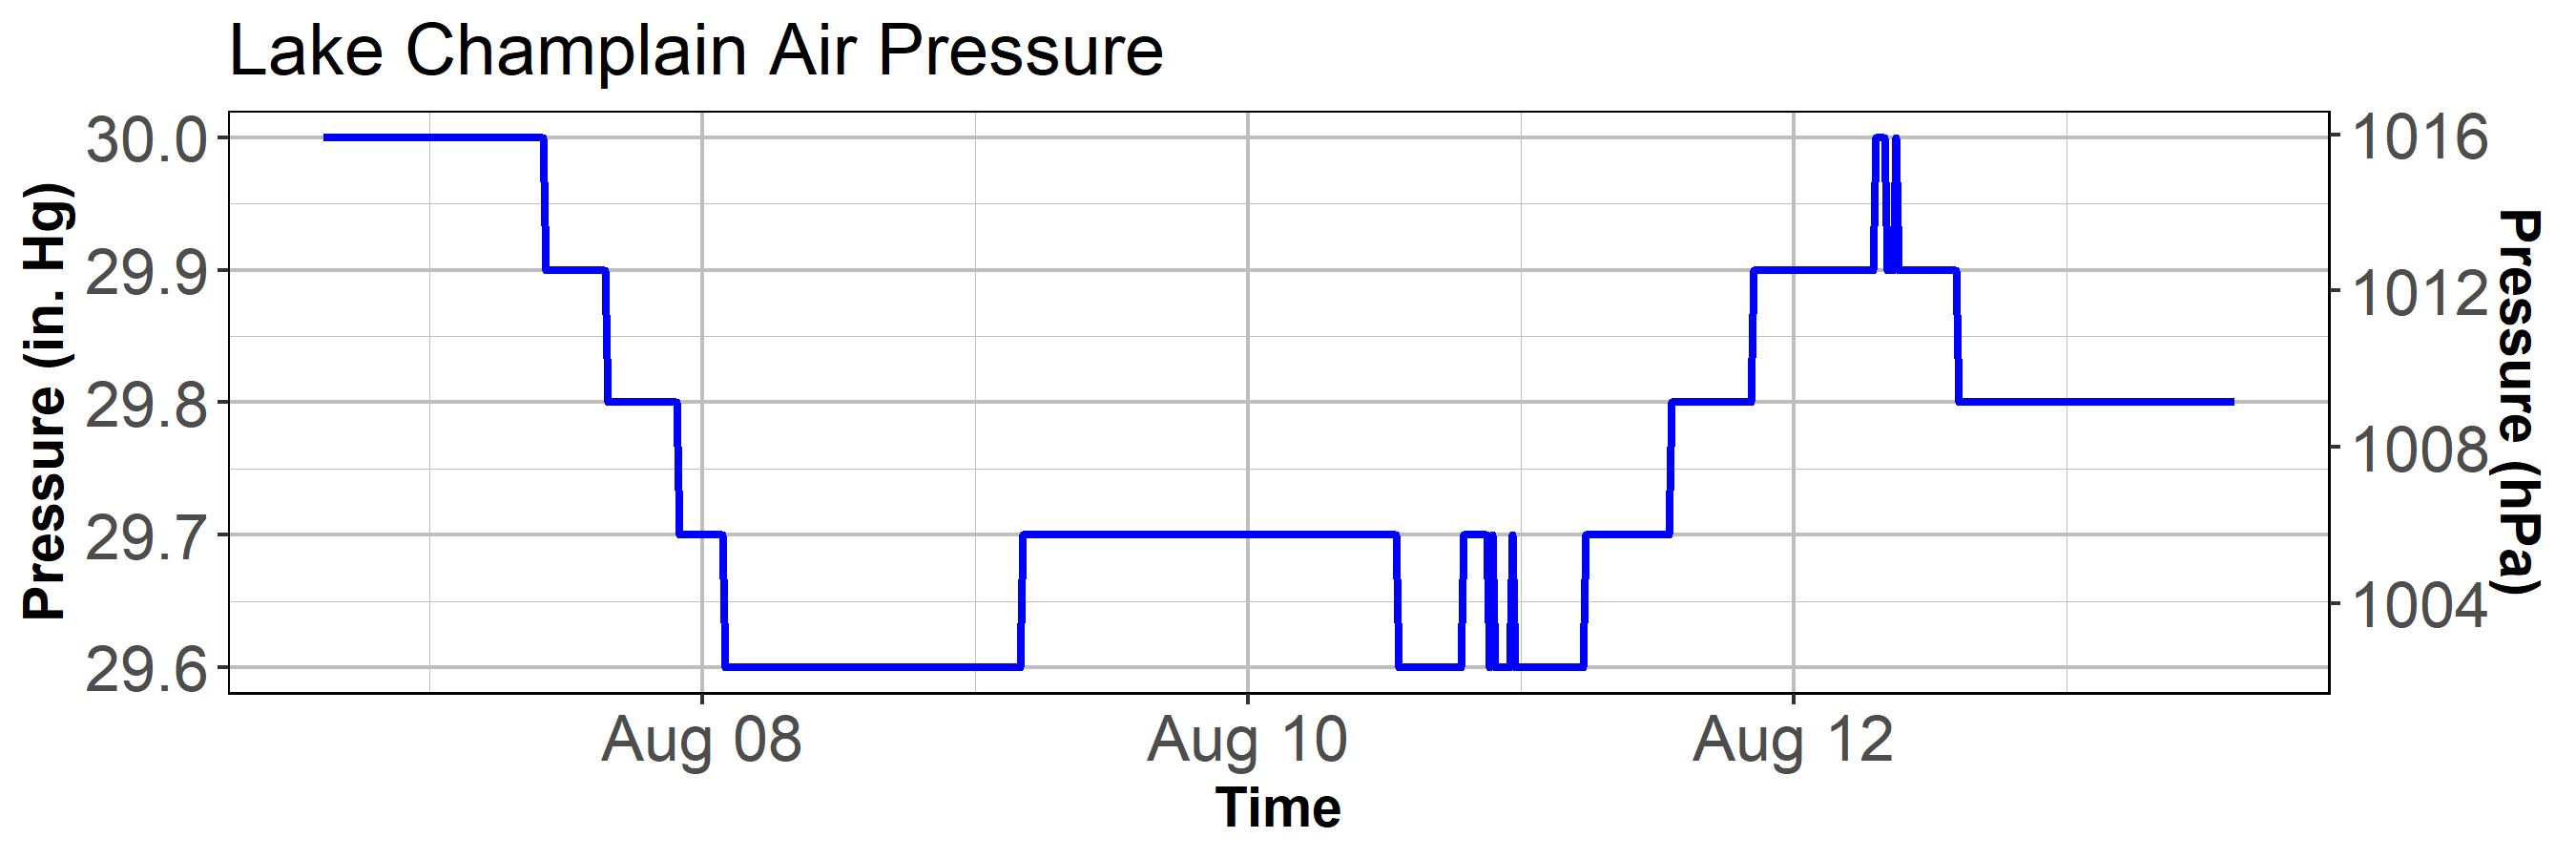 Lake Champlain Air Pressure
30.0
29.9
29.8
29.7
29.6
Pressure (in. Hg)
1016
1012
1008
1004
Pressure (hPa)
Aug 08
Aug 10
Aug 12
Time